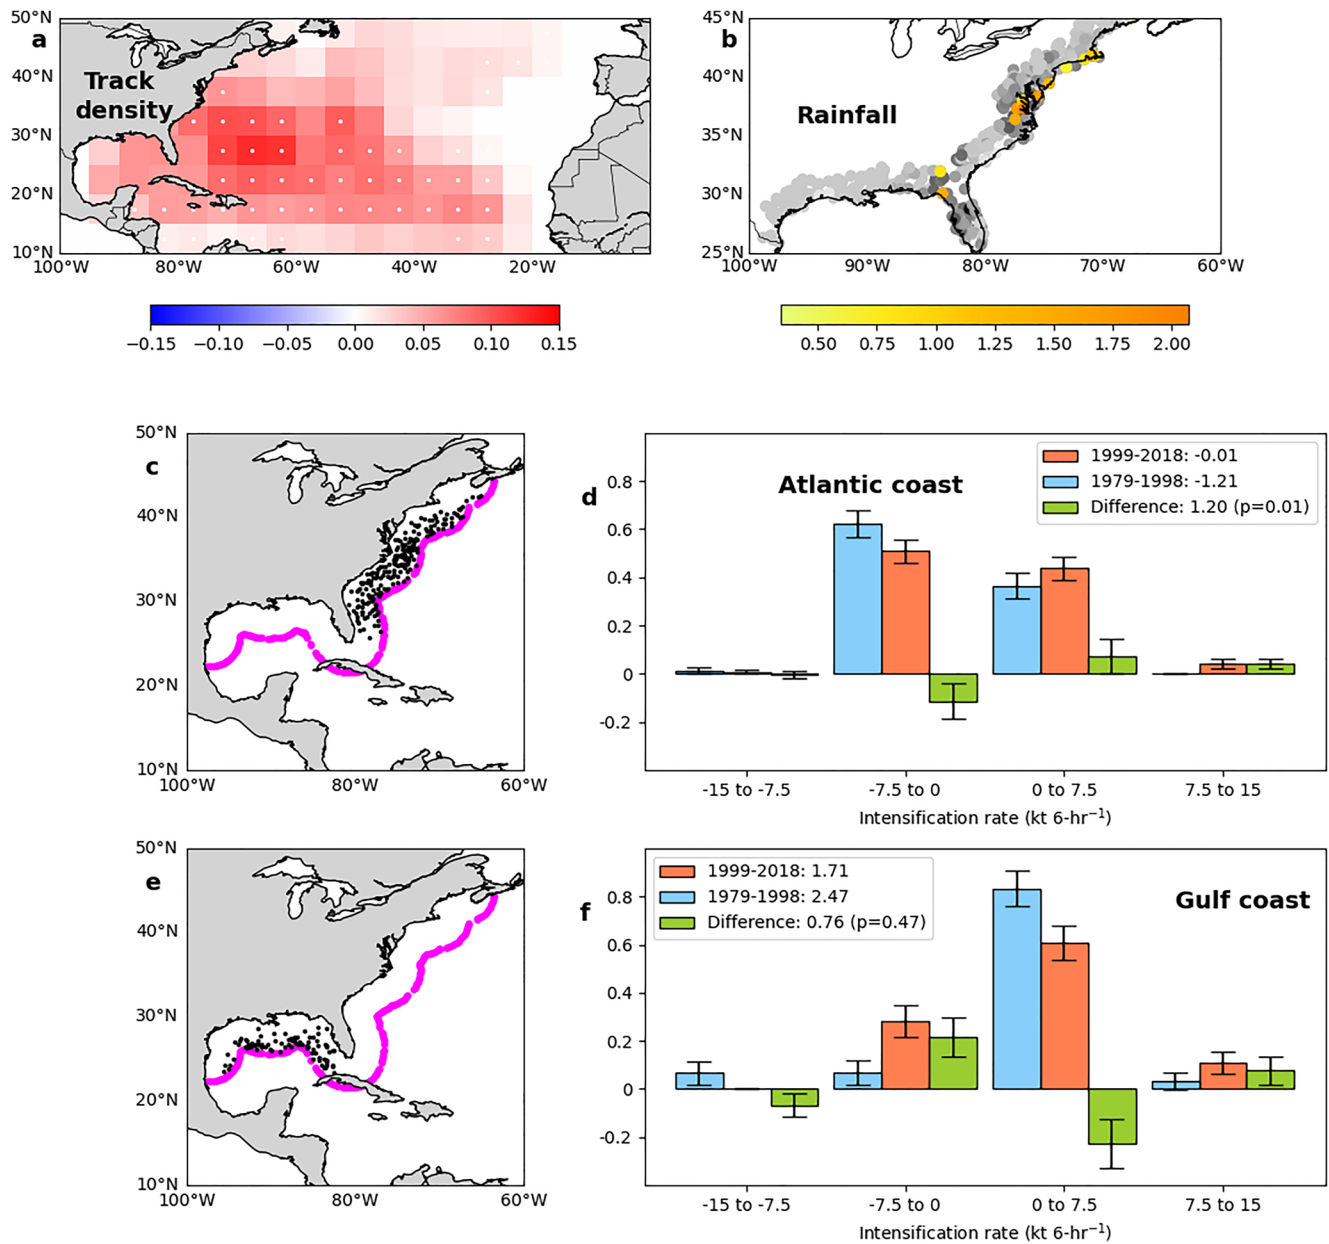 a
Track
density
50°N
40°N
30°N
20°N
10°N
100°W 80°W 60°W 40°W 20°W
−0.15 −0.10 −0.05 0.00 0.05 0.10 0.15
b
Rainfall
45°N
40°N
35°N
30°N
25°N
100°W 90°W 80°W 70°W 60°W
0.50 0.75 1.00 1.25 1.50 1.75 2.00
c
50°N
40°N
30°N
20°N
10°N
100°W 80°W 60°W
d
Atlantic coast
1999-2018: -0.01
1979-1998: -1.21
Difference: 1.20 (p=0.01)
0.8
0.6
0.4
0.2
0
-0.2
-15 to -7.5 -7.5 to 0 0 to 7.5 7.5 to 15
Intensification rate (kt 6-hr⁻¹)
e
50°N
40°N
30°N
20°N
10°N
100°W 80°W 60°W
f
1999-2018: 1.71
1979-1998: 2.47
Difference: 0.76 (p=0.47)
Gulf coast
0.8
0.6
0.4
0.2
0
-0.2
-15 to -7.5 -7.5 to 0 0 to 7.5 7.5 to 15
Intensification rate (kt 6-hr⁻¹)